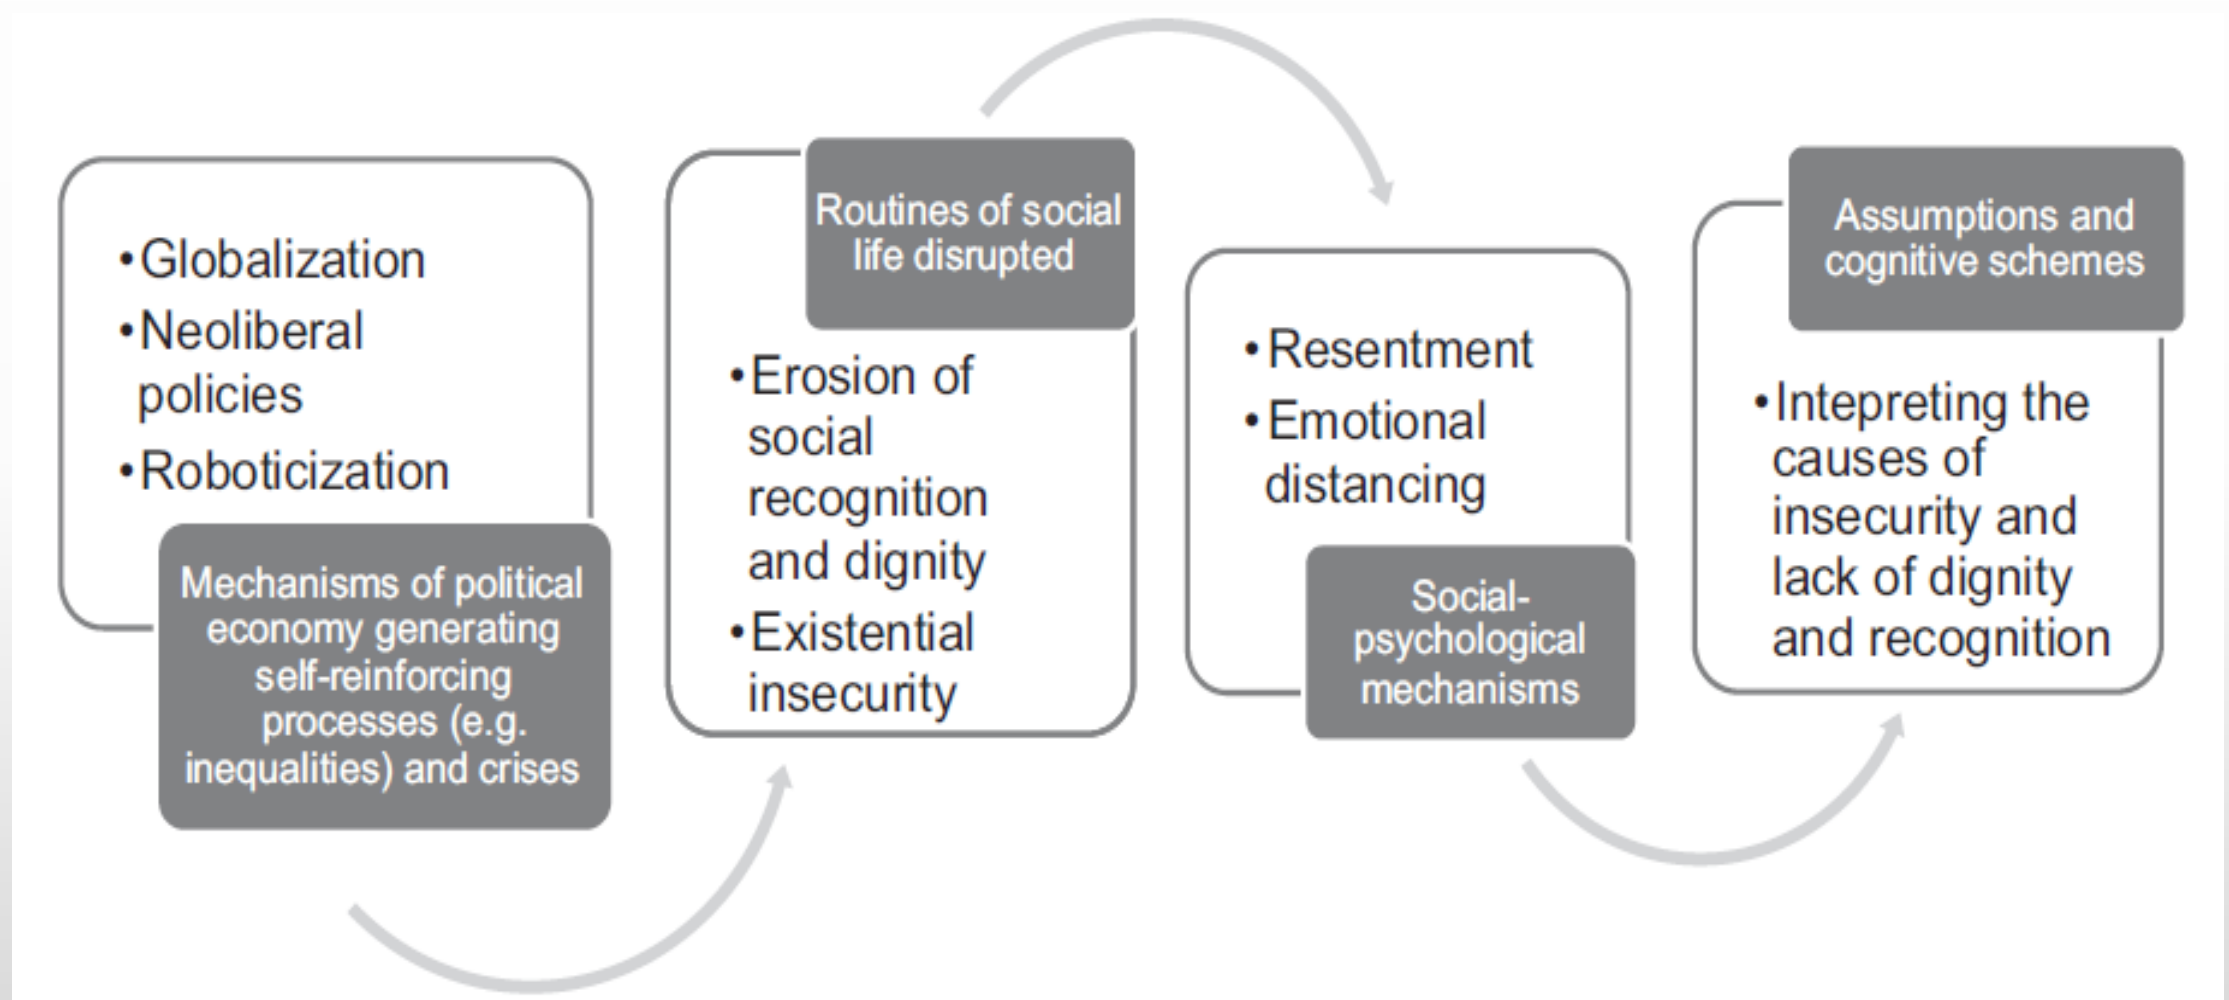 •Globalization
•Neoliberal
policies
•Roboticization
Mechanisms of political
economy generating
self-reinforcing
processes (e.g.
inequalities) and crises
Routines of social
life disrupted
•Erosion of
social
recognition
and dignity
•Existential
insecurity
•Resentment
•Emotional
distancing
Social-
psychological
mechanisms
Assumptions and
cognitive schemes
•Intepreting the
causes of
insecurity and
lack of dignity
and recognition